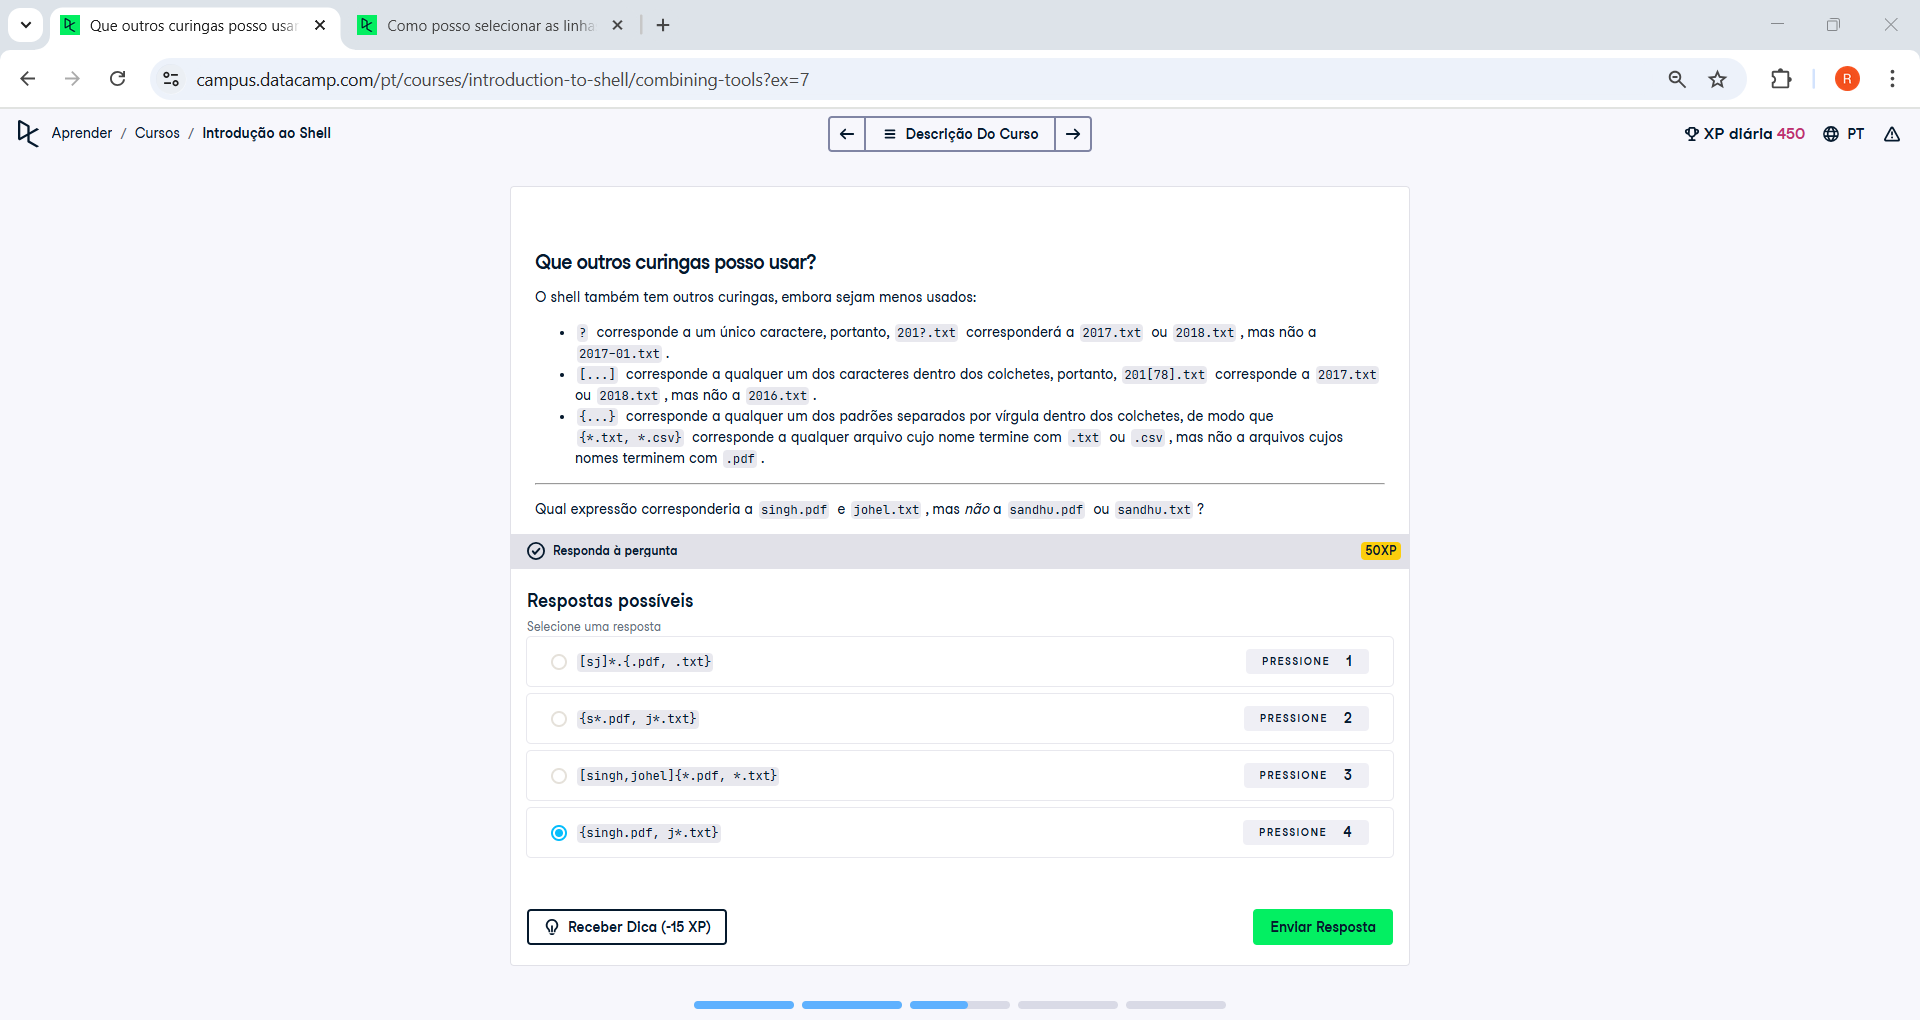 Que outros curingas posso usar
Como posso selecionar as linha
campus.datacamp.com/pt/courses/introduction-to-shell/combining-tools?ex=7
R
Aprender / Cursos / Introdução ao Shell
Descrição Do Curso
XP diária 450
PT
Que outros curingas posso usar?
O shell também tem outros curingas, embora sejam menos usados:
• ? corresponde a um único caractere, portanto, 201?.txt corresponderá a 2017.txt ou 2018.txt , mas não a
2017-01.txt .
• [...] corresponde a qualquer um dos caracteres dentro dos colchetes, portanto, 201[78].txt corresponde a 2017.txt
ou 2018.txt , mas não a 2016.txt .
• {...} corresponde a qualquer um dos padrões separados por vírgula dentro dos colchetes, de modo que
{*.txt, *.csv} corresponde a qualquer arquivo cujo nome termine com .txt ou .csv , mas não a arquivos cujos
nomes terminem com .pdf .
Qual expressão corresponderia a singh.pdf e johel.txt , mas não a sandhu.pdf ou sandhu.txt ?
Responda à pergunta
50XP
Respostas possíveis
Selecione uma resposta
[sj]*.{.pdf, .txt}
PRESSIONE 1
{s*.pdf, j*.txt}
PRESSIONE 2
[singh,johel]{*.pdf, *.txt}
PRESSIONE 3
{singh.pdf, j*.txt}
PRESSIONE 4
Receber Dica (-15 XP)
Enviar Resposta